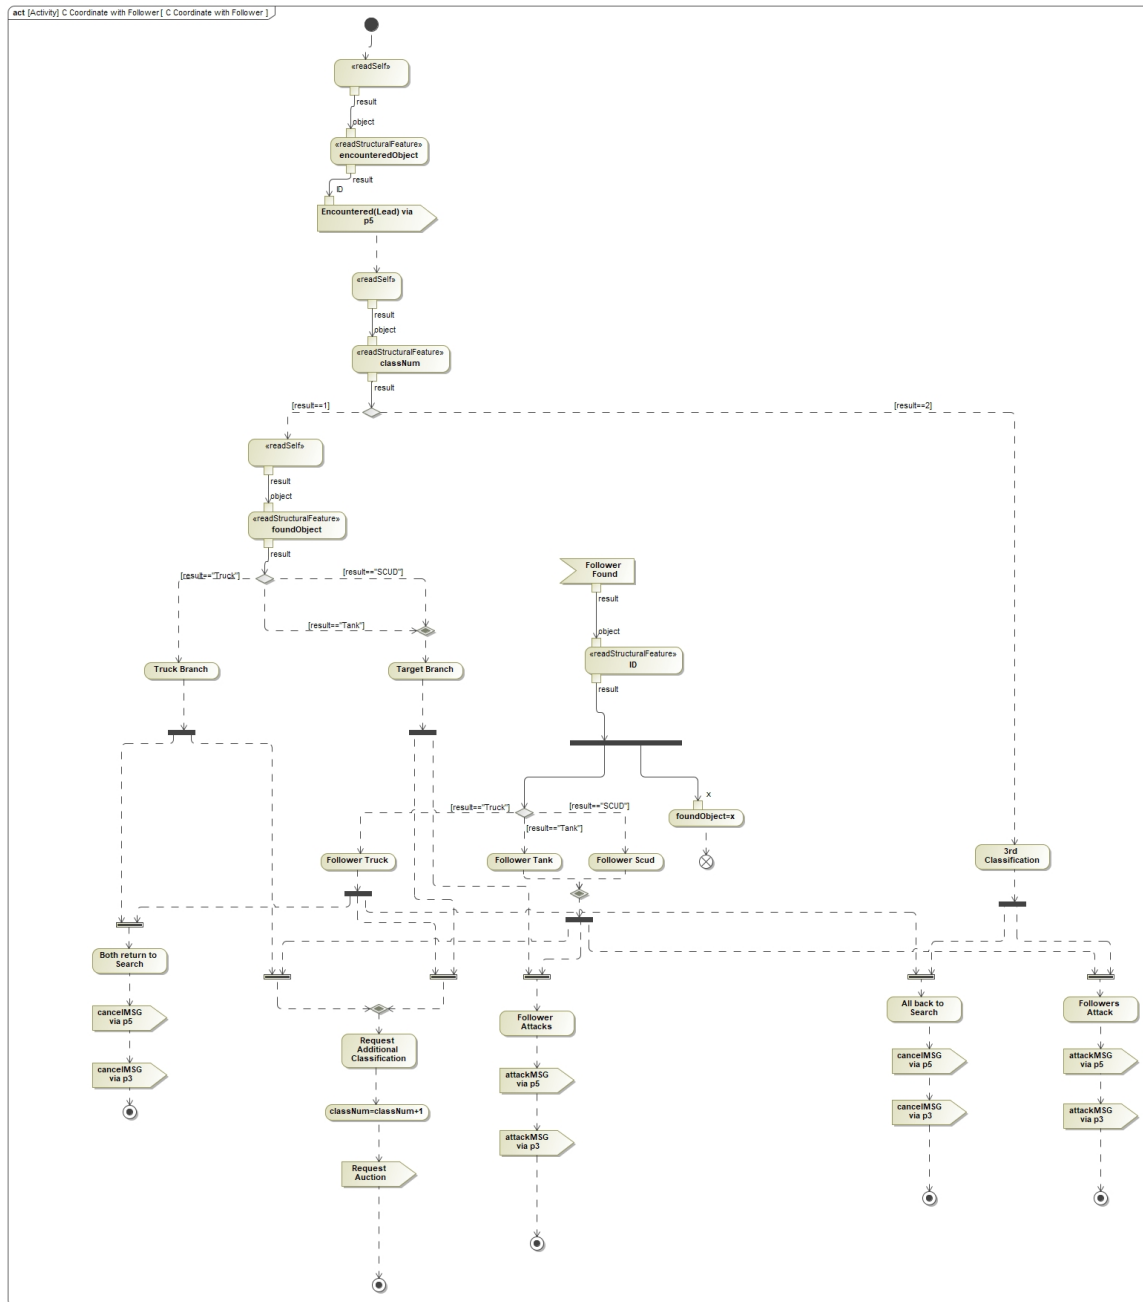 act [Activity] C Coordinate with Follower [ C Coordinate with Follower ]
«readSelf»
result
object
«readStructuralFeature»
encounteredObject
result
ID
Encountered(Lead) via
p5
«readSelf»
result
object
«readStructuralFeature»
classNum
result
[result==1]
[result==2]
«readSelf»
result
object
«readStructuralFeature»
foundObject
result
[result=="Truck"]
[result=="SCUD"]
[result=="Tank"]
Follower
Found
result
object
«readStructuralFeature»
ID
result
Truck Branch
Target Branch
x
foundObject=x
[result=="Truck"]
[result=="SCUD"]
[result=="Tank"]
Follower Truck
Follower Tank
Follower Scud
3rd
Classification
Both return to
Search
cancelMSG
via p5
cancelMSG
via p3
Request
Additional
Classification
classNum=classNum+1
Request
Auction
Follower
Attacks
attackMSG
via p5
attackMSG
via p3
All back to
Search
cancelMSG
via p5
cancelMSG
via p3
Followers
Attack
attackMSG
via p5
attackMSG
via p3